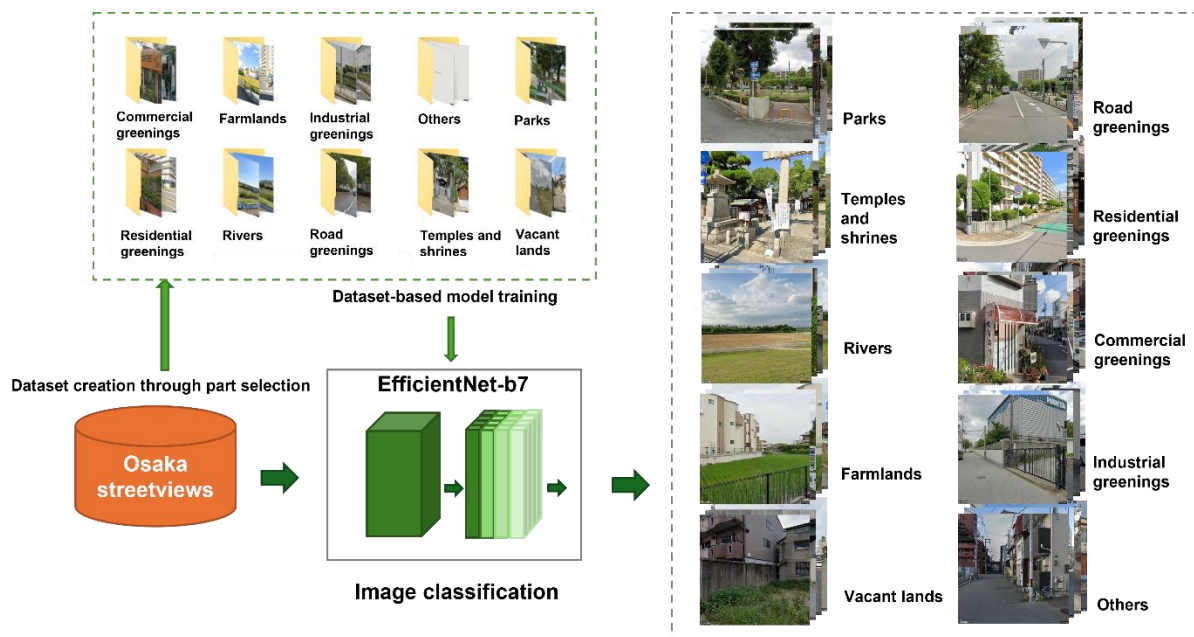 Commercial
greenings
Farmlands
Industrial
greenings
Others
Parks
Residential
greenings
Rivers
Road
greenings
Temples and
shrines
Vacant
lands
Dataset-based model training
Dataset creation through part selection
Osaka
streetviews
EfficientNet-b7
Image classification
Parks
Road
greenings
Temples
and
shrines
Residential
greenings
Rivers
Commercial
greenings
Farmlands
Industrial
greenings
Vacant lands
Others